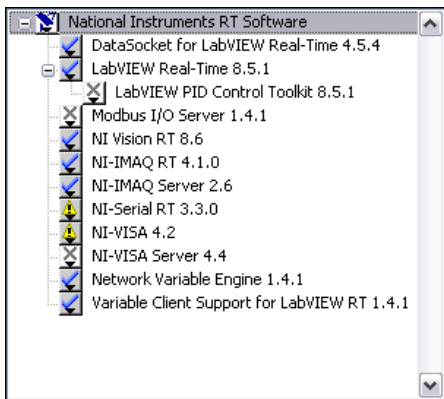 National Instruments RT Software
DataSocket for LabVIEW Real-Time 4.5.4
LabVIEW Real-Time 8.5.1
LabVIEW PID Control Toolkit 8.5.1
Modbus I/O Server 1.4.1
NI Vision RT 8.6
NI-IMAQ RT 4.1.0
NI-IMAQ Server 2.6
NI-Serial RT 3.3.0
NI-VISA 4.2
NI-VISA Server 4.4
Network Variable Engine 1.4.1
Variable Client Support for LabVIEW RT 1.4.1